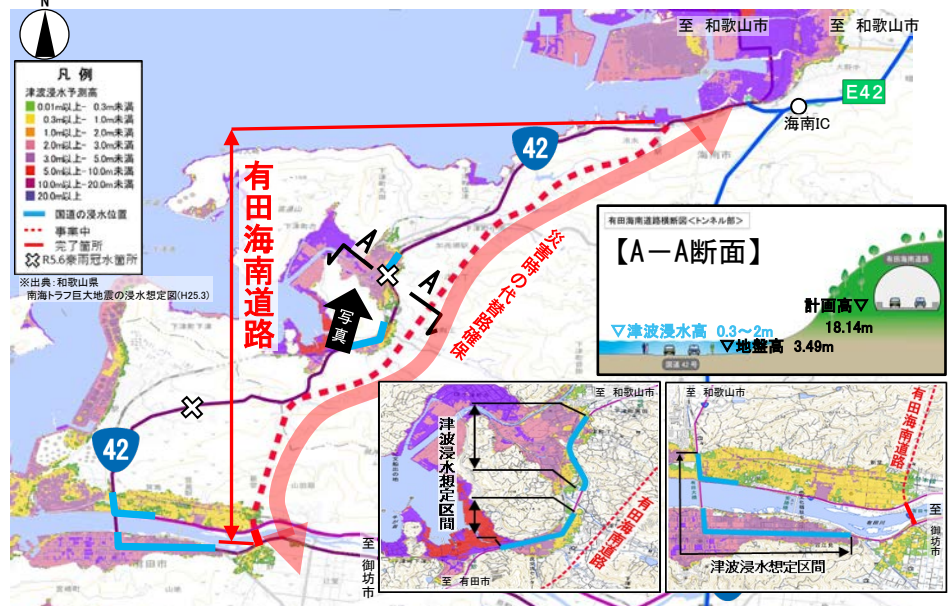 N
至 和歌山市
至 和歌山市
凡 例
津波浸水予測高
0.01m以上- 0.3m未満
0.3m以上- 1.0m未満
1.0m以上- 2.0m未満
2.0m以上- 3.0m未満
3.0m以上- 5.0m未満
5.0m以上-10.0m未満
10.0m以上-20.0m未満
20.0m以上
国道の浸水位置
事業中
完了箇所
R5.6豪雨冠水箇所
※出典:和歌山県
南海トラフ巨大地震の浸水想定図(H25.3)
E42
海南IC
42
海南市
有田海南道路
災害時の代替路確保
A
A
写真
42
有田海南道路横断図<トンネル部>
【A-A断面】
有田海南道路
計画高▽
18.14m
▽津波浸水高 0.3~2m
▽地盤高 3.49m
国道42号
至 和歌山市
津波浸水想定区間
有田海南道路
至 有田市
至 和歌山市
有田海南道路
有田川
至 御坊市
津波浸水想定区間
有田市
至 御坊市